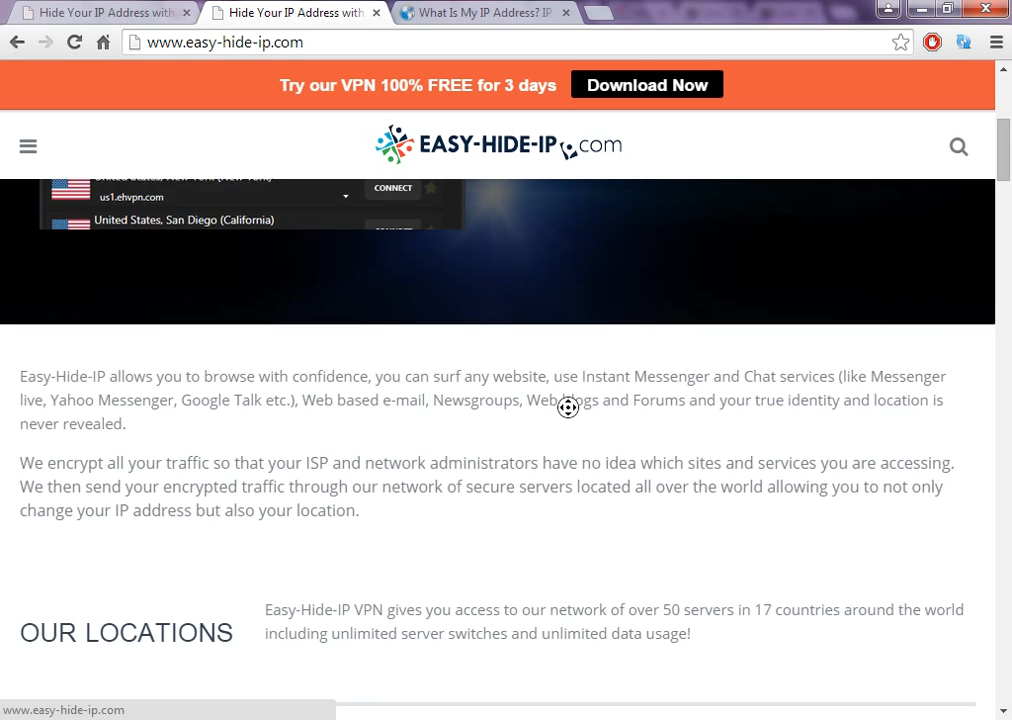 Hide Your IP Address with
Hide Your IP Address with
What Is My IP Address? IP
www.easy-hide-ip.com
Try our VPN 100% FREE for 3 days
Download Now
EASY-HIDE-IP.com
us1.ehvpn.com
CONNECT
United States, San Diego (California)
Easy-Hide-IP allows you to browse with confidence, you can surf any website, use Instant Messenger and Chat services (like Messenger
live, Yahoo Messenger, Google Talk etc.), Web based e-mail, Newsgroups, Web and Forums and your true identity and location is
never revealed.
We encrypt all your traffic so that your ISP and network administrators have no idea which sites and services you are accessing.
We then send your encrypted traffic through our network of secure servers located all over the world allowing you to not only
change your IP address but also your location.
OUR LOCATIONS
Easy-Hide-IP VPN gives you access to our network of over 50 servers in 17 countries around the world
including unlimited server switches and unlimited data usage!
www.easy-hide-ip.com